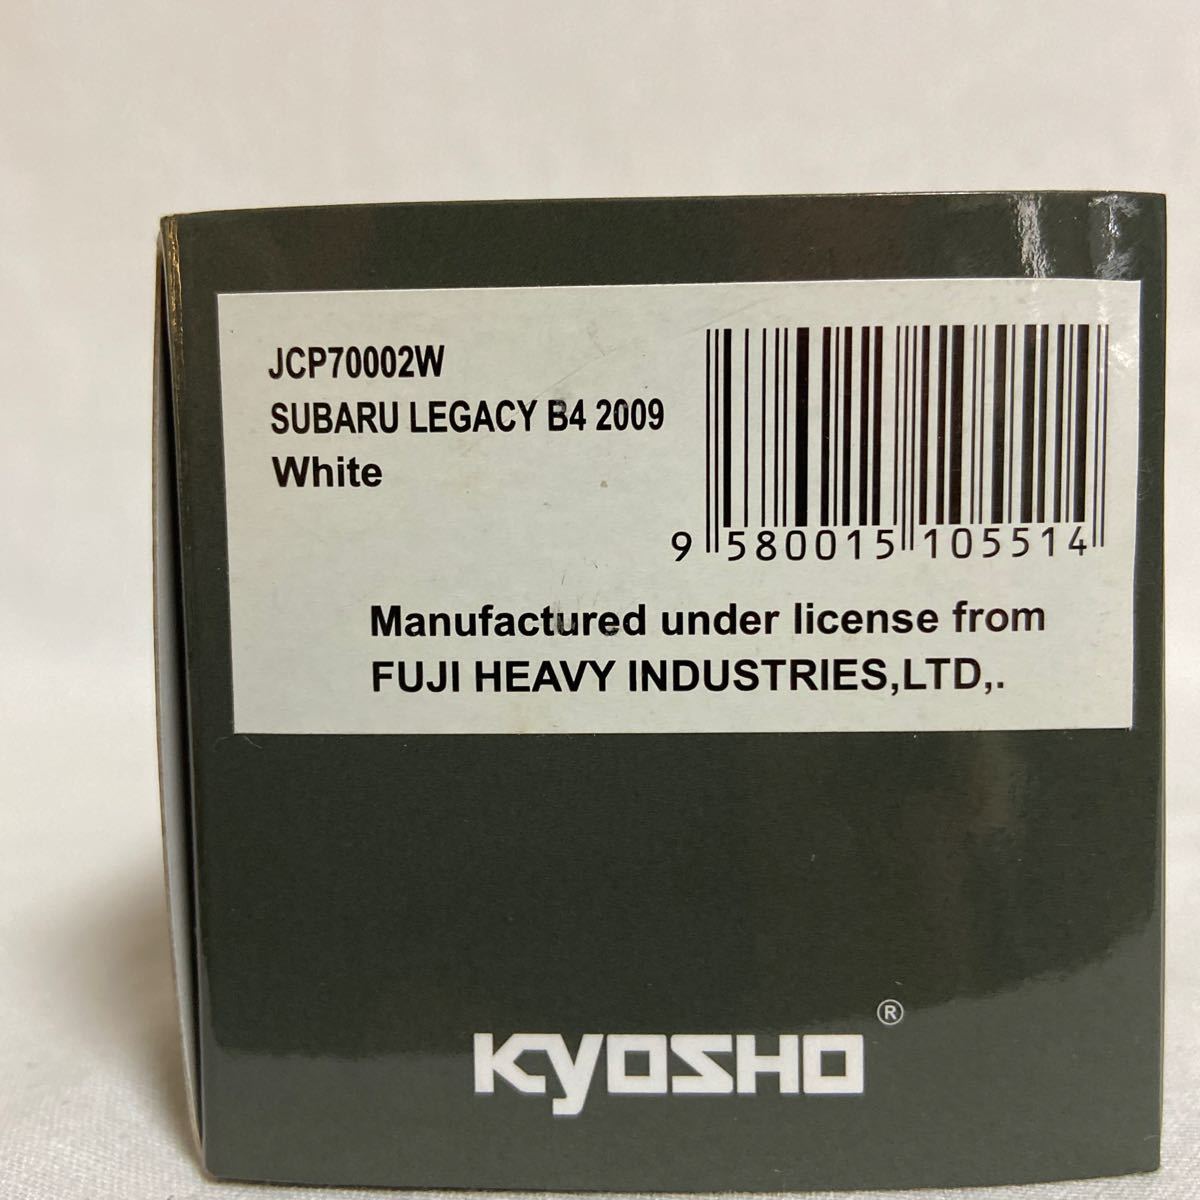 JCP70002W
SUBARU LEGACY B4 2009
White
9 580015 105514
Manufactured under license from
FUJI HEAVY INDUSTRIES,LTD,.
KYOSHO®